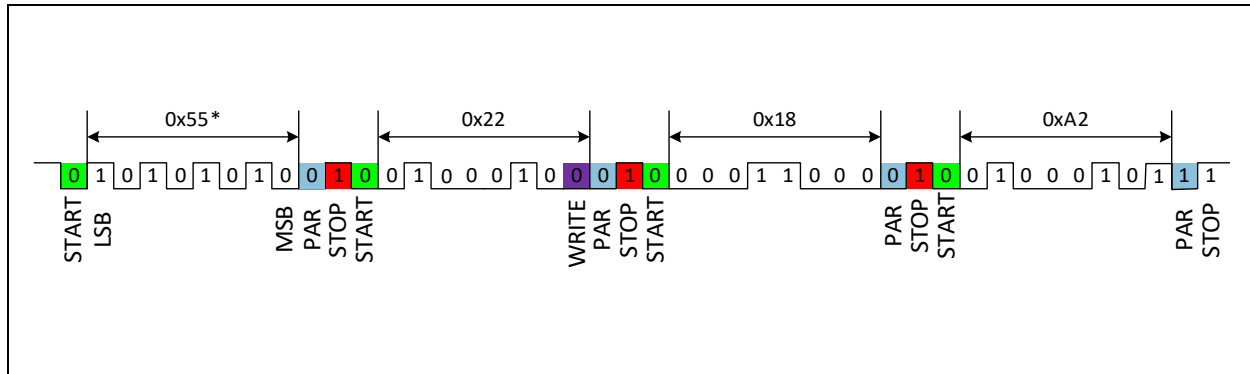 0x55* 0x22 0x18 0xA2
0 1 0 1 0 1 0 1 0 0 1 0 0 1 0 0 0 1 0 0 0 1 0 0 0 0 1 1 0 0 0 0 1 0 0 1 0 0 0 1 0 1 1 1
START LSB MSB PAR STOP START WRITE PAR STOP START PAR STOP START PAR STOP